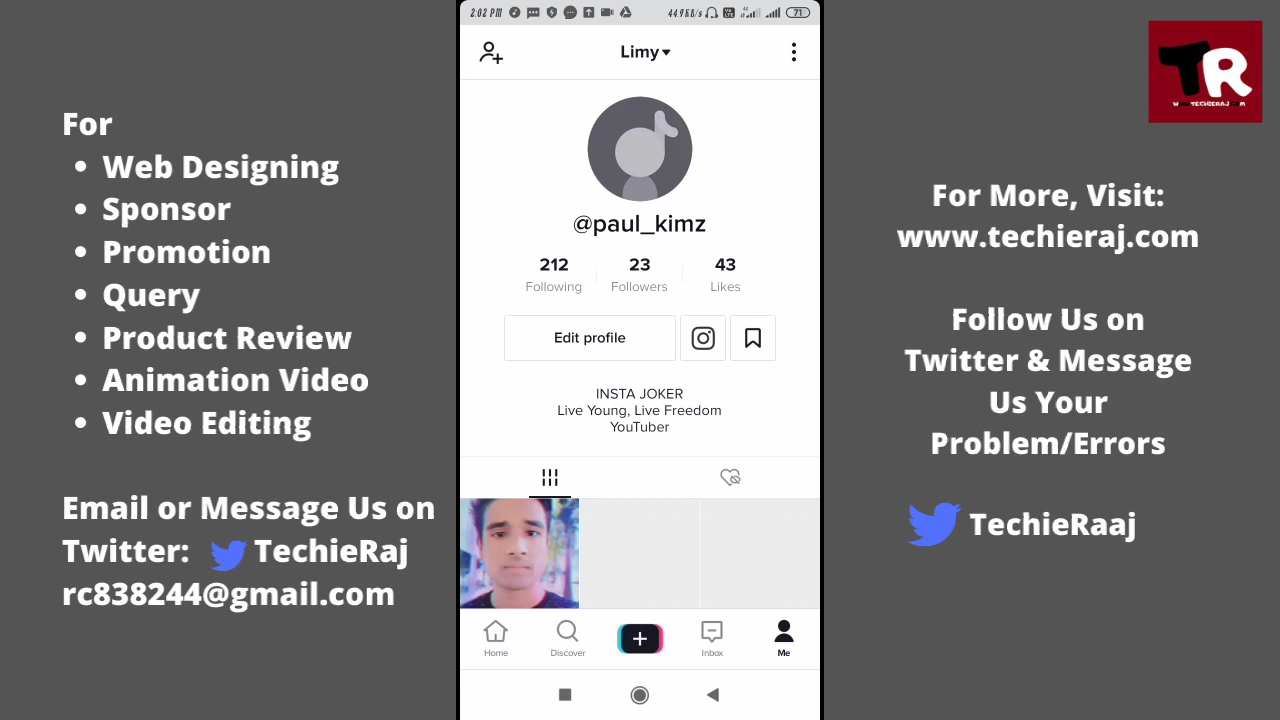 For
Web Designing
Sponsor
Promotion
Query
Product Review
Animation Video
Video Editing
Email or Message Us on
Twitter: TechieRaj
rc838244@gmail.com
2:02 PM
44.9KB/s
71
Limy
@paul_kimz
212 23 43
Following Followers Likes
Edit profile
INSTA JOKER
Live Young, Live Freedom
YouTuber
Home Discover Inbox Me
TR
For More, Visit:
www.techieraj.com
Follow Us on
Twitter & Message
Us Your
Problem/Errors
TechieRaaj